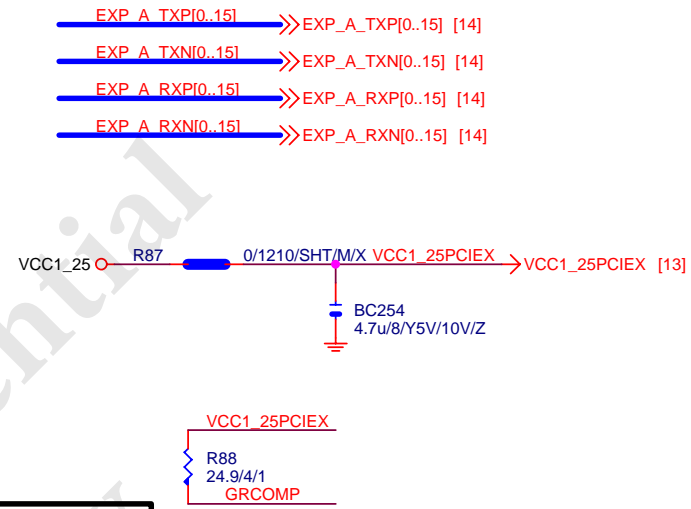 EXP_A_TXP[0..15] EXP_A_TXP[0..15] [14]
EXP_A_TXN[0..15] EXP_A_TXN[0..15] [14]
EXP_A_RXP[0..15] EXP_A_RXP[0..15] [14]
EXP_A_RXN[0..15] EXP_A_RXN[0..15] [14]
VCC1_25 R87 0/1210/SHT/M/X VCC1_25PCIEX VCC1_25PCIEX [13]
BC254
4.7u/8/Y5V/10V/Z
VCC1_25PCIEX
R88
24.9/4/1
GRCOMP